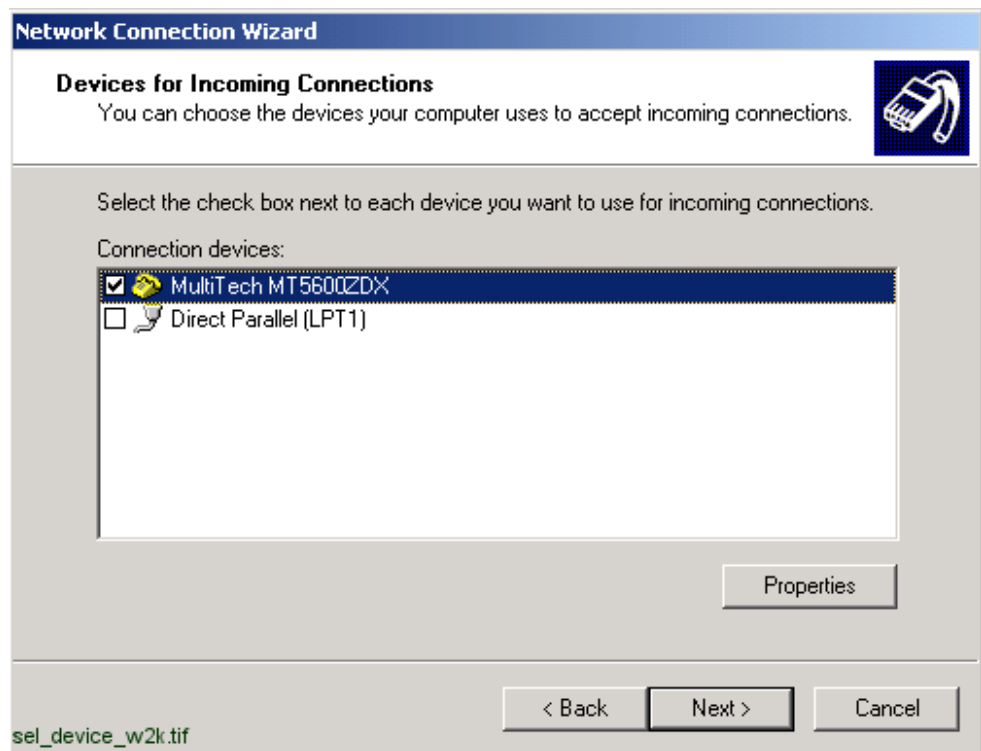 Network Connection Wizard
Devices for Incoming Connections
You can choose the devices your computer uses to accept incoming connections.
Select the check box next to each device you want to use for incoming connections.
Connection devices:
MultiTech MT5600ZDX
Direct Parallel (LPT1)
Properties
< Back Next > Cancel
sel_device_w2k.tif